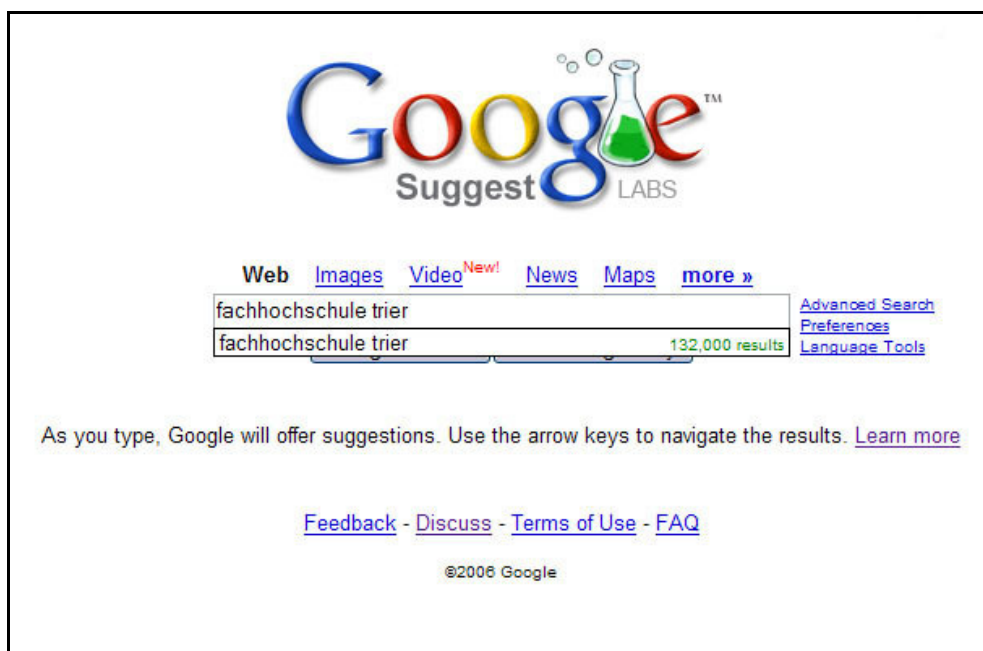 Google™
Suggest LABS
Web Images Video New! News Maps more »
fachhochschule trier
Advanced Search
Preferences
fachhochschule trier 132,000 results
Language Tools
As you type, Google will offer suggestions. Use the arrow keys to navigate the results. Learn more
Feedback - Discuss - Terms of Use - FAQ
©2006 Google